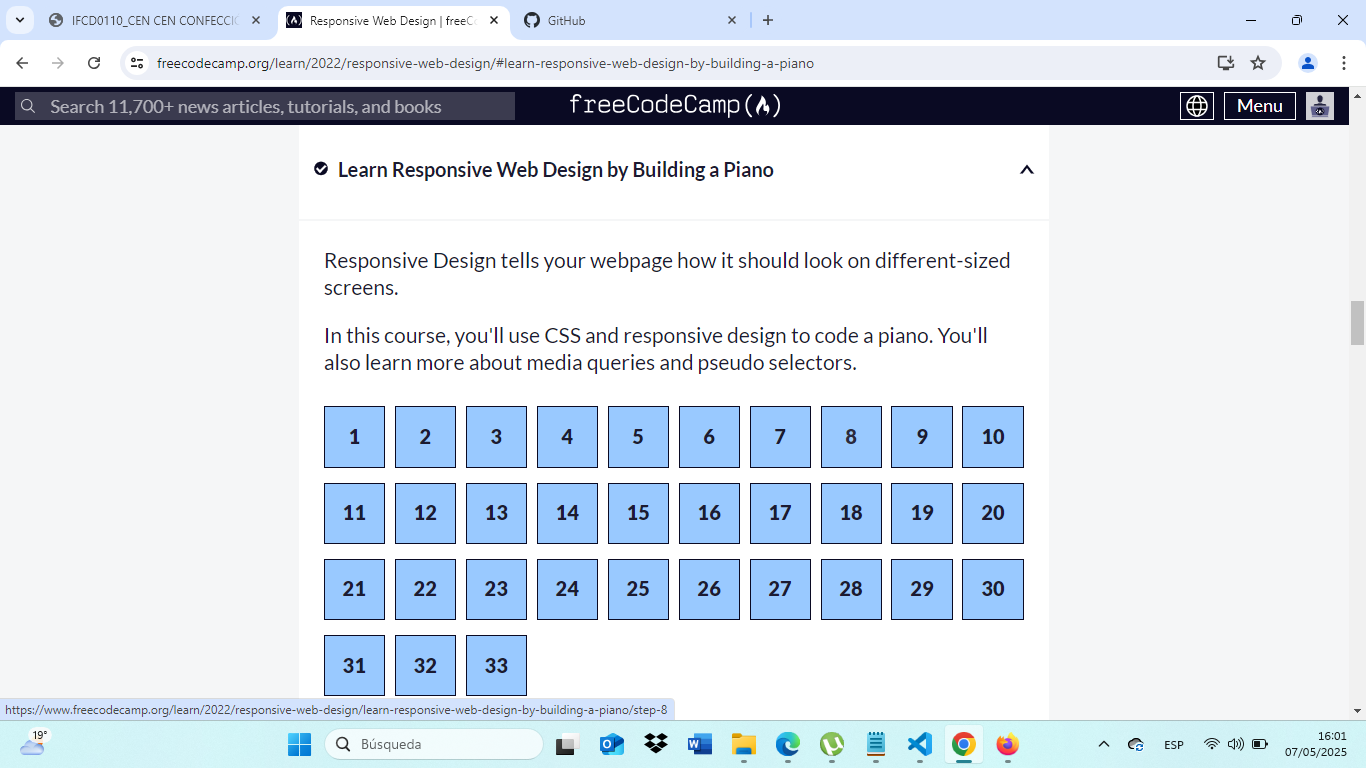 IFCD0110_CEN CEN CONFECCIÓ
Responsive Web Design | freeC
GitHub
freecodecamp.org/learn/2022/responsive-web-design/#learn-responsive-web-design-by-building-a-piano
Search 11,700+ news articles, tutorials, and books
freeCodeCamp
Menu
Learn Responsive Web Design by Building a Piano
Responsive Design tells your webpage how it should look on different-sized
screens.
In this course, you'll use CSS and responsive design to code a piano. You'll
also learn more about media queries and pseudo selectors.
1 2 3 4 5 6 7 8 9 10
11 12 13 14 15 16 17 18 19 20
21 22 23 24 25 26 27 28 29 30
31 32 33
https://www.freecodecamp.org/learn/2022/responsive-web-design/learn-responsive-web-design-by-building-a-piano/step-8
19°
Búsqueda
ESP
16:01
07/05/2025